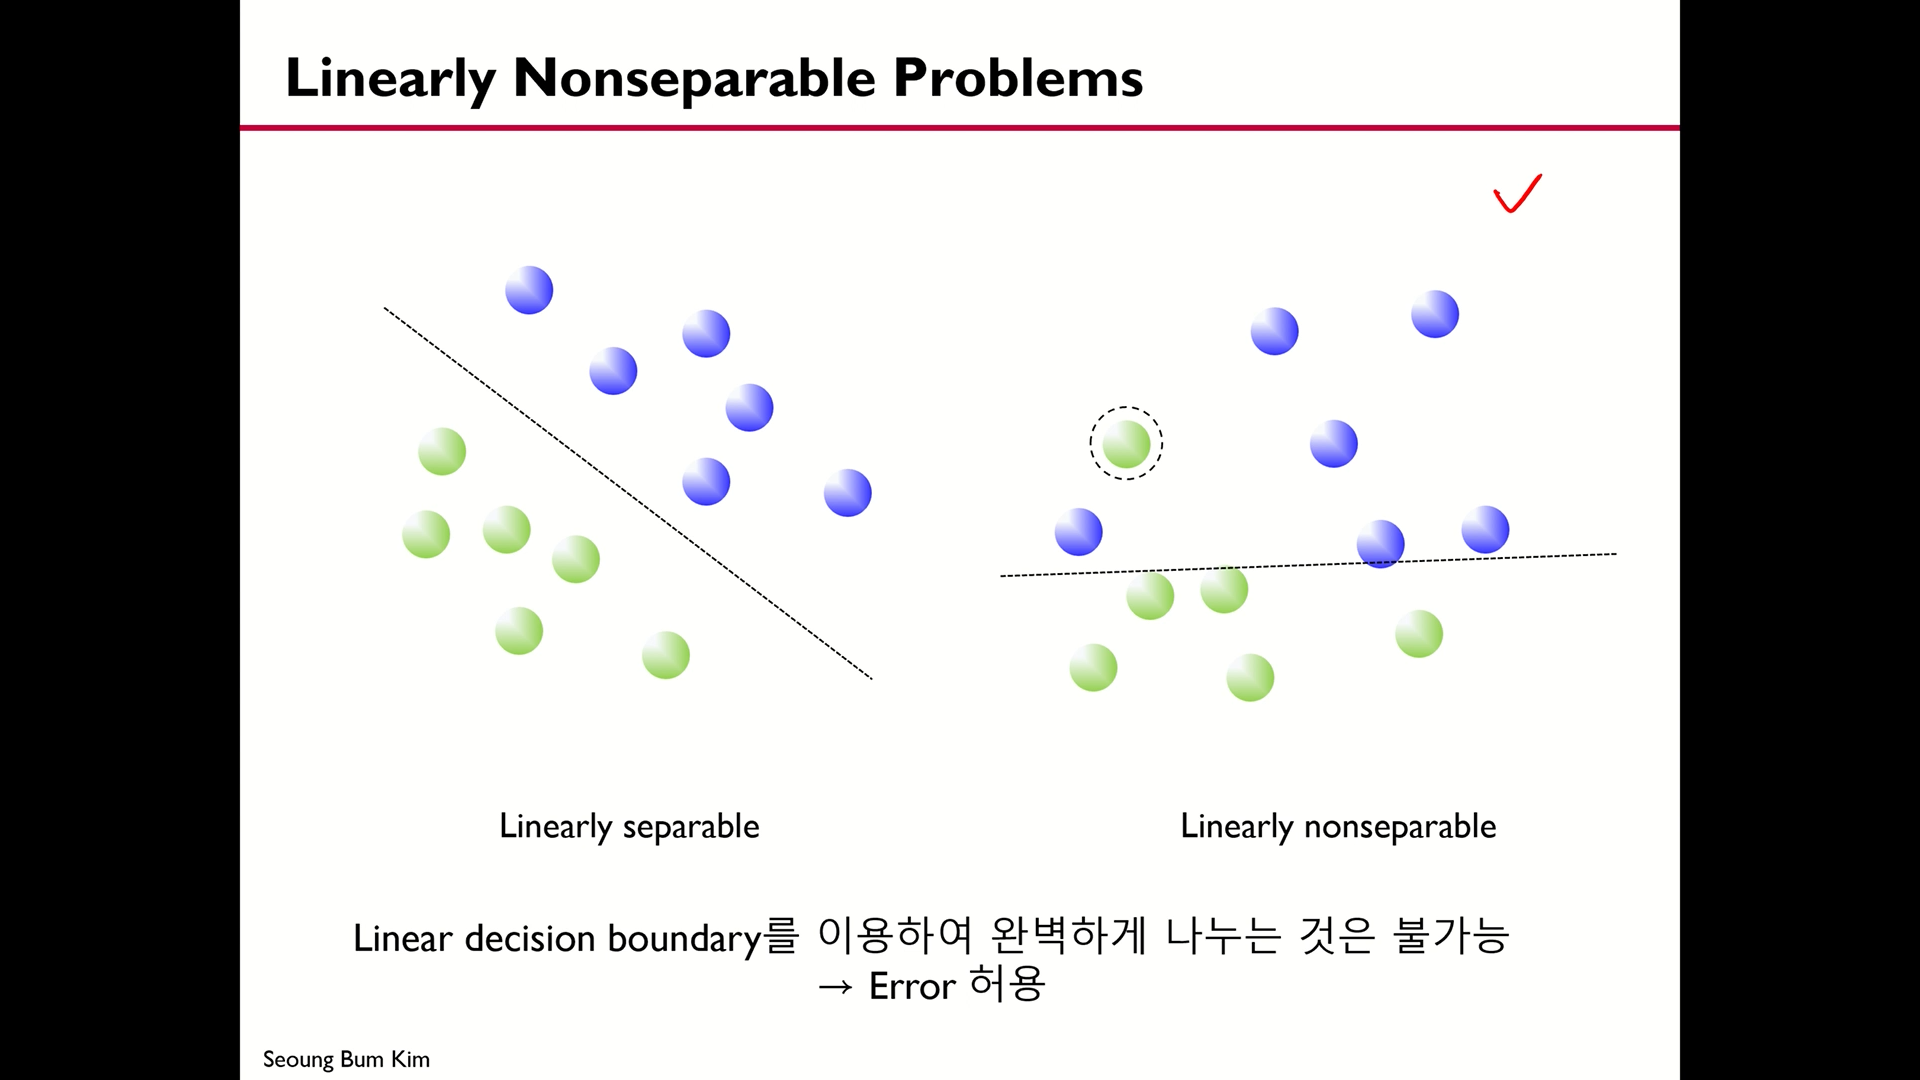 Linearly Nonseparable Problems
Linearly separable
Linearly nonseparable
Linear decision boundary를 이용하여 완벽하게 나누는 것은 불가능
→ Error 허용
Seoung Bum Kim